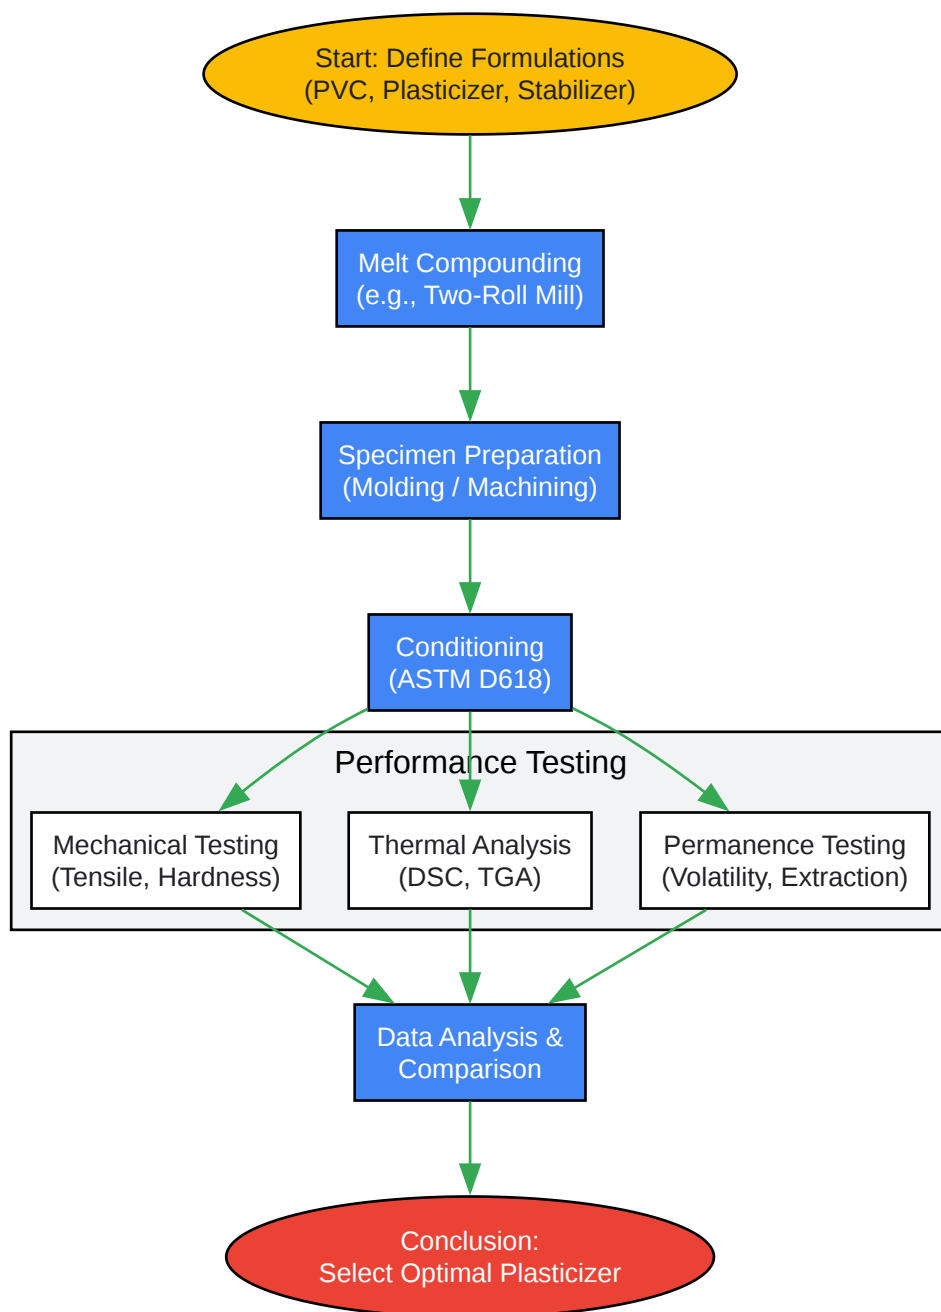 Start: Define Formulations
(PVC, Plasticizer, Stabilizer)
Melt Compounding
(e.g., Two-Roll Mill)
Specimen Preparation
(Molding / Machining)
Conditioning
(ASTM D618)
Performance Testing
Mechanical Testing
(Tensile, Hardness)
Thermal Analysis
(DSC, TGA)
Permanence Testing
(Volatility, Extraction)
Data Analysis &
Comparison
Conclusion:
Select Optimal Plasticizer